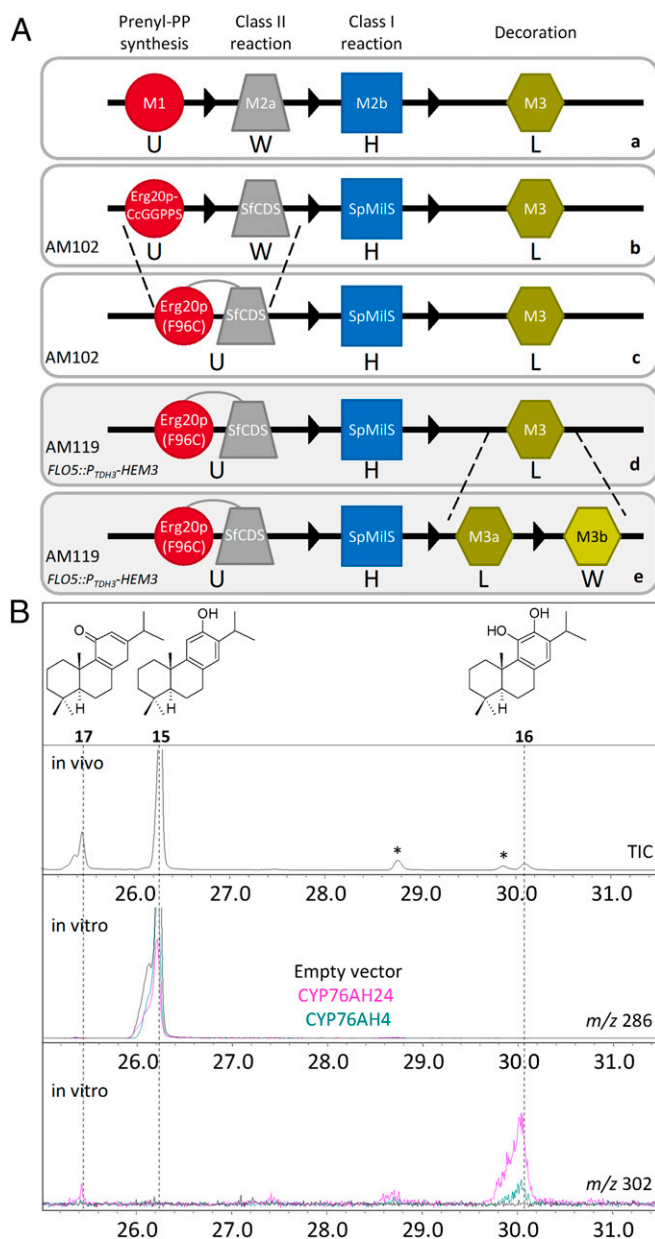 A
Prenyl-PP synthesis
Class II reaction
Class I reaction
Decoration
M1 M2a M2b M3
U W H L a
Erg20p-CcGGPPS SfCDS SpMilS M3
AM102 U W H L b
Erg20p (F96C) SfCDS SpMilS M3
AM102 U H L c
Erg20p (F96C) SfCDS SpMilS M3
AM119
FLO5::PTDH3-HEM3
U H L d
Erg20p (F96C) SfCDS SpMilS M3a M3b
AM119
FLO5::PTDH3-HEM3
U H L W e
B
O OH HO OH
H H H
17 15 16
in vivo
* *
TIC
26.0 27.0 28.0 29.0 30.0 31.0
in vitro
Empty vector
CYP76AH24
CYP76AH4
m/z 286
26.0 27.0 28.0 29.0 30.0 31.0
in vitro
m/z 302
26.0 27.0 28.0 29.0 30.0 31.0